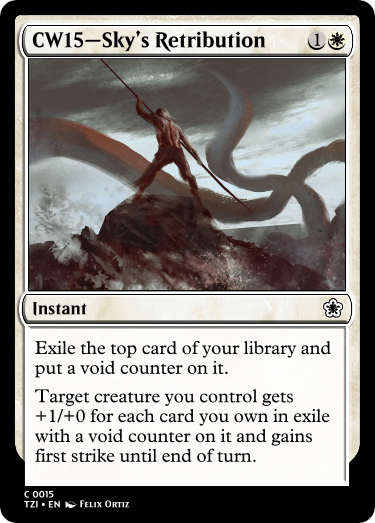 CW15—Sky's Retribution 1
Instant
Exile the top card of your library and
put a void counter on it.
Target creature you control gets
+1/+0 for each card you own in exile
with a void counter on it and gains
first strike until end of turn.
C 0015
TZI • EN Felix Ortiz